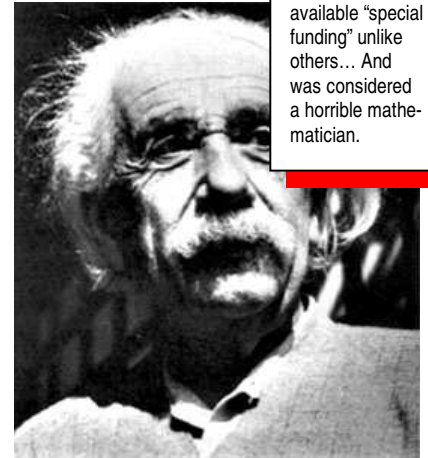 available “special
funding” unlike
others… And
was considered
a horrible mathe-
matician.